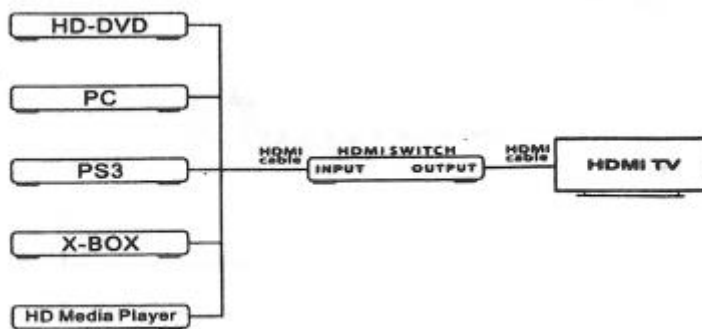 HD-DVD
PC
PS3
X-BOX
HD Media Player
HDMI
cable
HDMI SWITCH
INPUT OUTPUT
HDMI
cable
HDMI TV